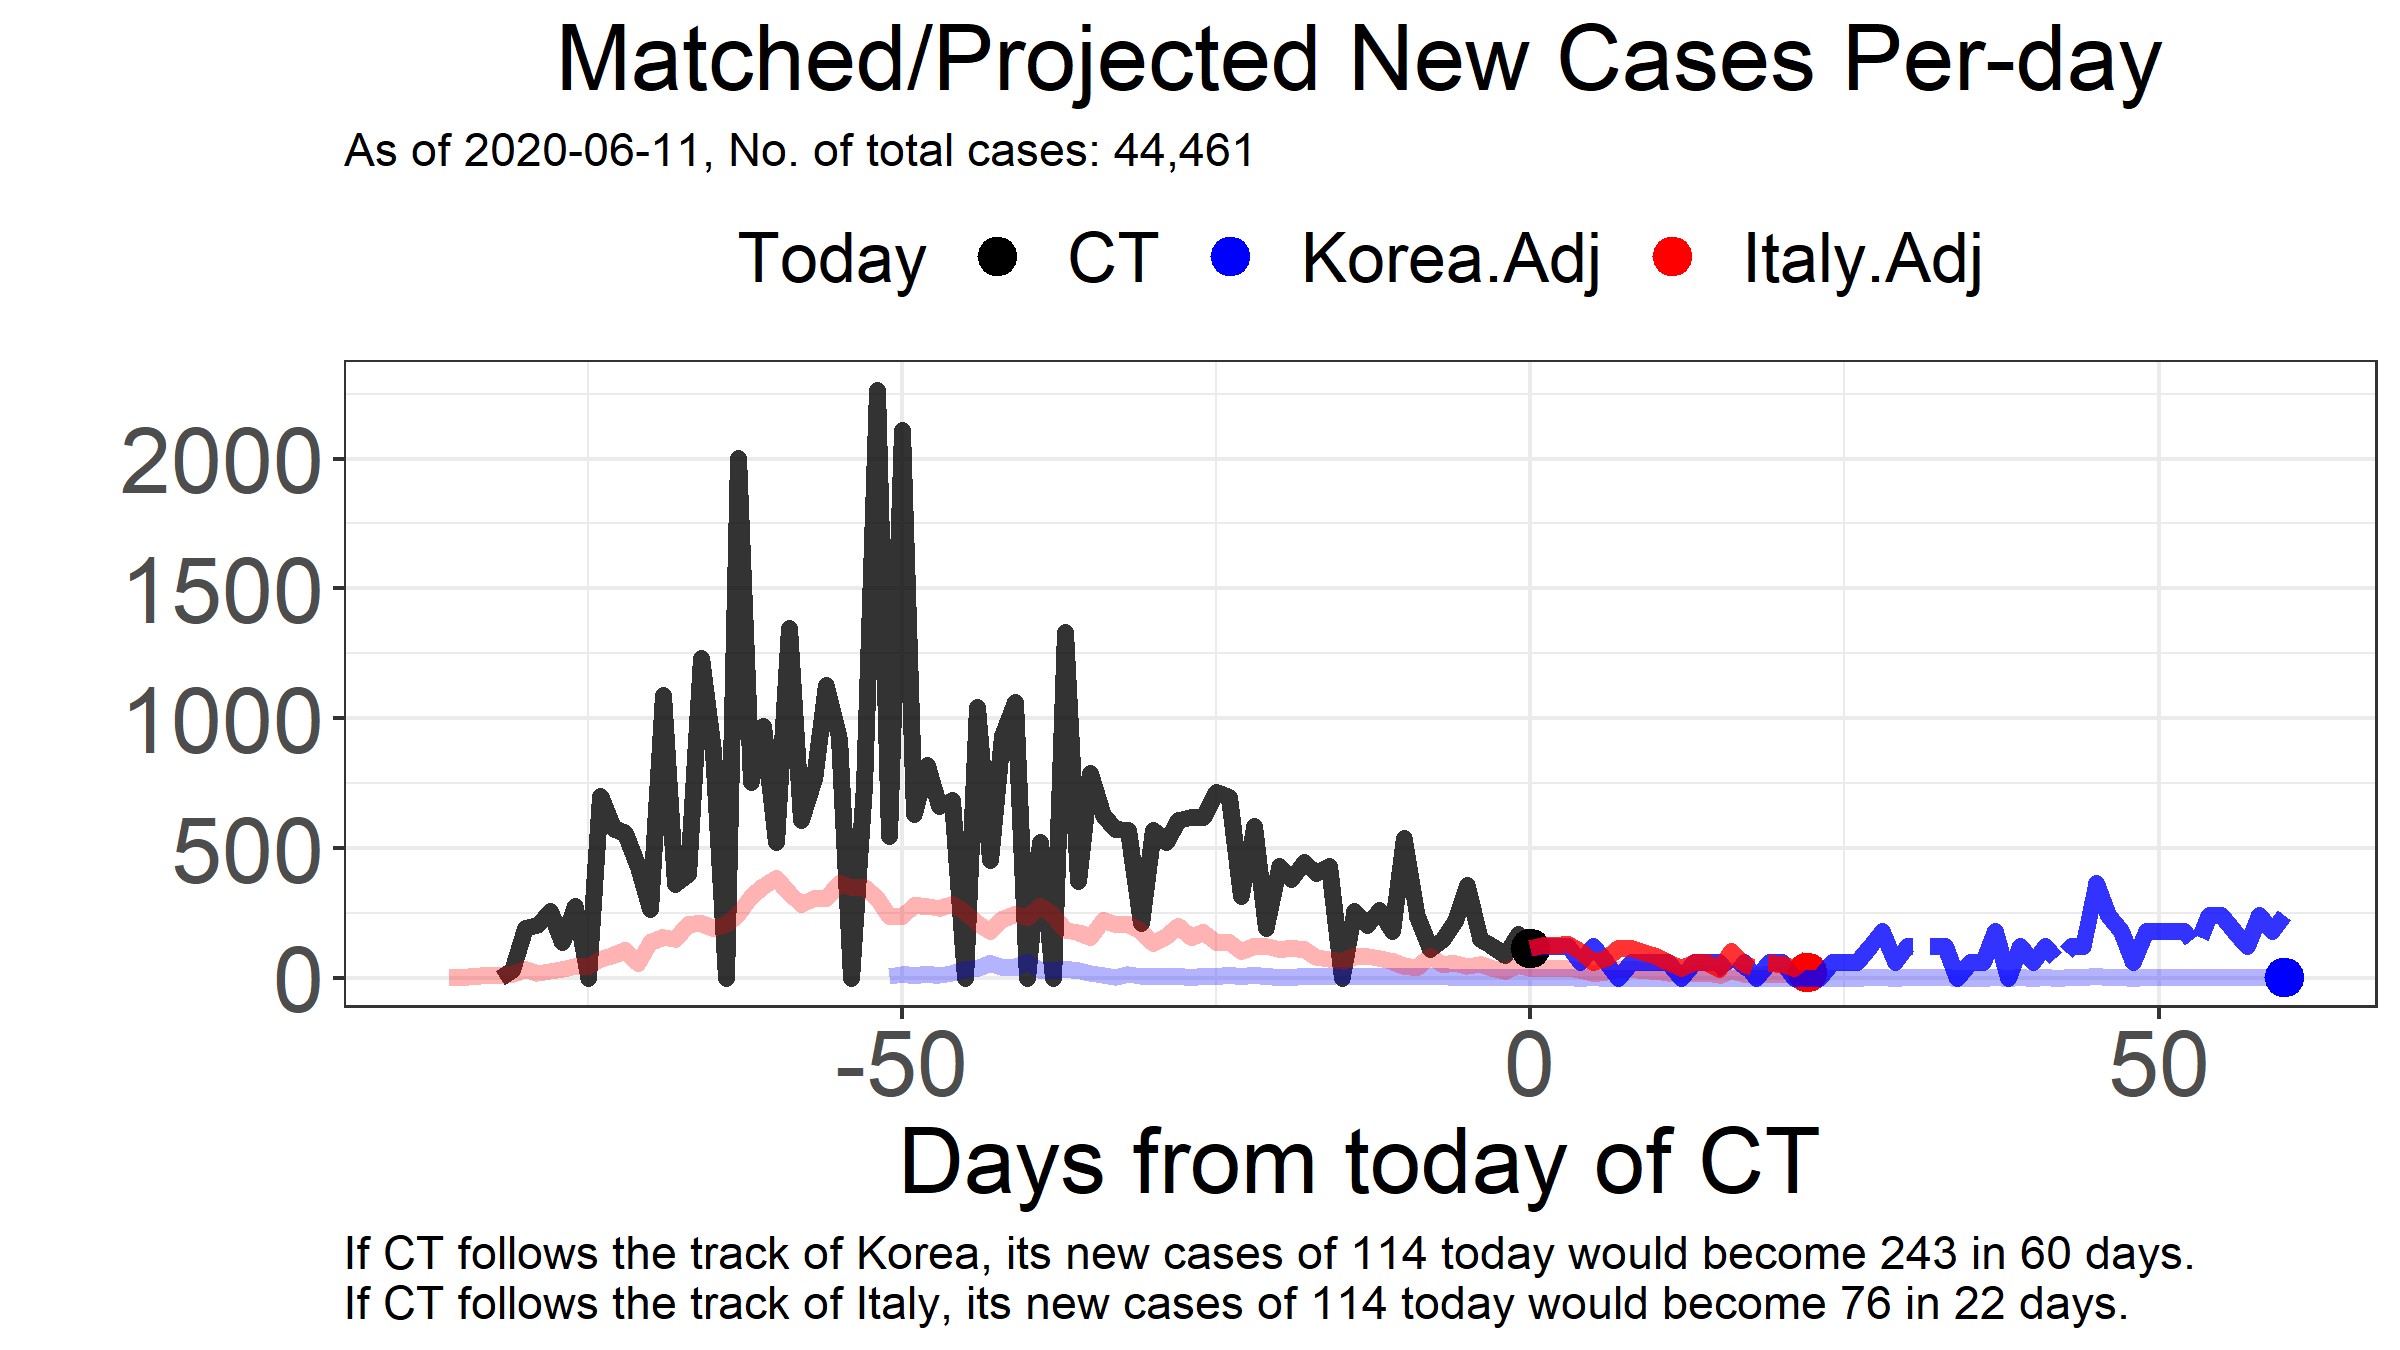 Matched/Projected New Cases Per-day
As of 2020-06-11, No. of total cases: 44,461
Today CT Korea.Adj Italy.Adj
2000
1500
1000
500
0
-50 0 50
Days from today of CT
If CT follows the track of Korea, its new cases of 114 today would become 243 in 60 days.
If CT follows the track of Italy, its new cases of 114 today would become 76 in 22 days.